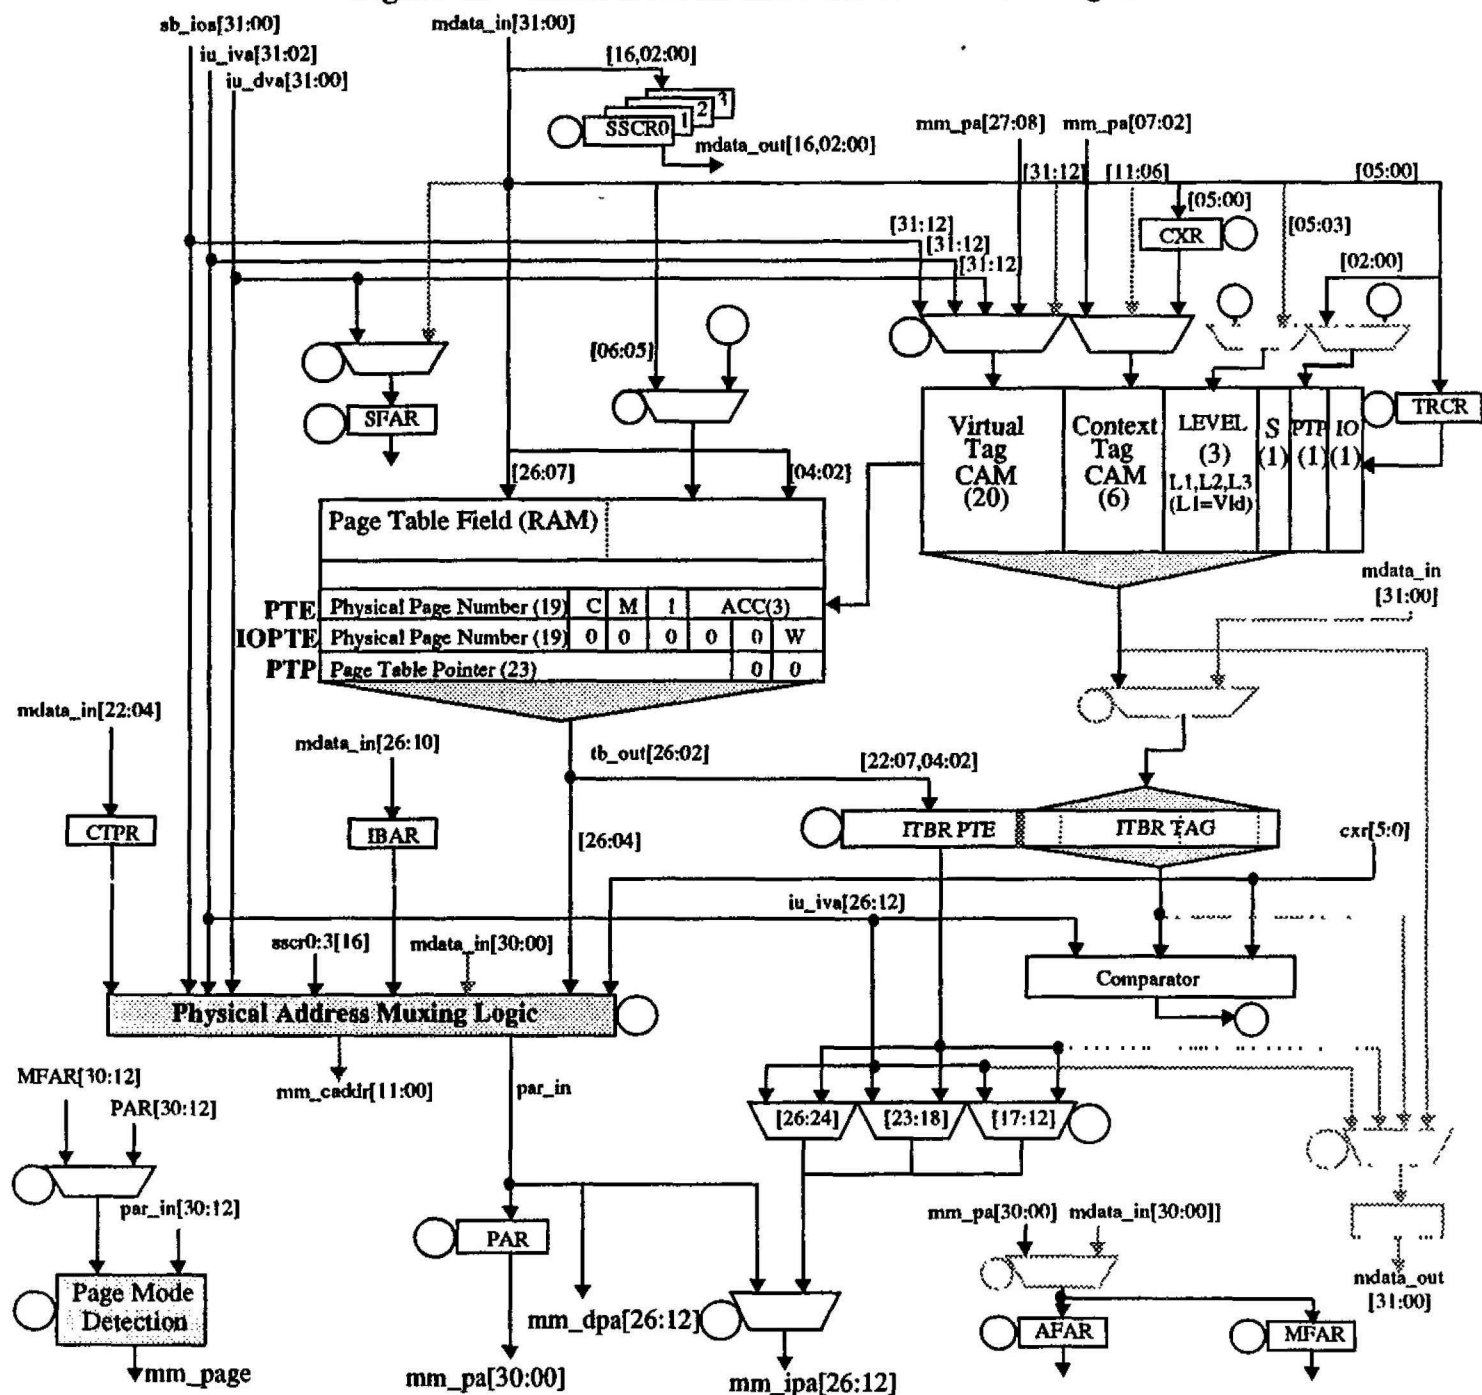 sb_ios[31:00]
mdata_in[31:00]
iu_iva[31:02]
iu_dva[31:00]
[16,02:00]
3
2
1
SSCR0
mdata_out[16,02:00]
mm_pa[27:08]
mm_pa[07:02]
[31:12]
[11:06]
[05:00]
[05:00]
CXR
[05:03]
[02:00]
[31:12]
[31:12]
[31:12]
[06:05]
SFAR
TRCR
[26:07]
[04:02]
Virtual
Tag
CAM
(20)
Context
Tag
CAM
(6)
LEVEL
(3)
L1,L2,L3
(L1=Vld)
S
(1)
PTP
(1)
IO
(1)
Page Table Field (RAM)
PTE Physical Page Number (19) C M 1 ACC(3)
IOPTE Physical Page Number (19) 0 0 0 0 0 W
PTP Page Table Pointer (23) 0 0
mdata_in
[31:00]
mdata_in[22:04]
mdata_in[26:10]
tb_out[26:02]
[22:07,04:02]
CTPR
IBAR
[26:04]
ITBR PTE
ITBR TAG
cxr[5:0]
iu_iva[26:12]
sscr0:3[16]
mdata_in[30:00]
Comparator
Physical Address Muxing Logic
MFAR[30:12]
PAR[30:12]
mm_caddr[11:00]
par_in
[26:24]
[23:18]
[17:12]
par_in[30:12]
PAR
mm_pa[30:00]
mdata_in[30:00]]
Page Mode
Detection
mm_dpa[26:12]
AFAR
MFAR
mdata_out
[31:00]
mm_page
mm_pa[30:00]
mm_ipa[26:12]